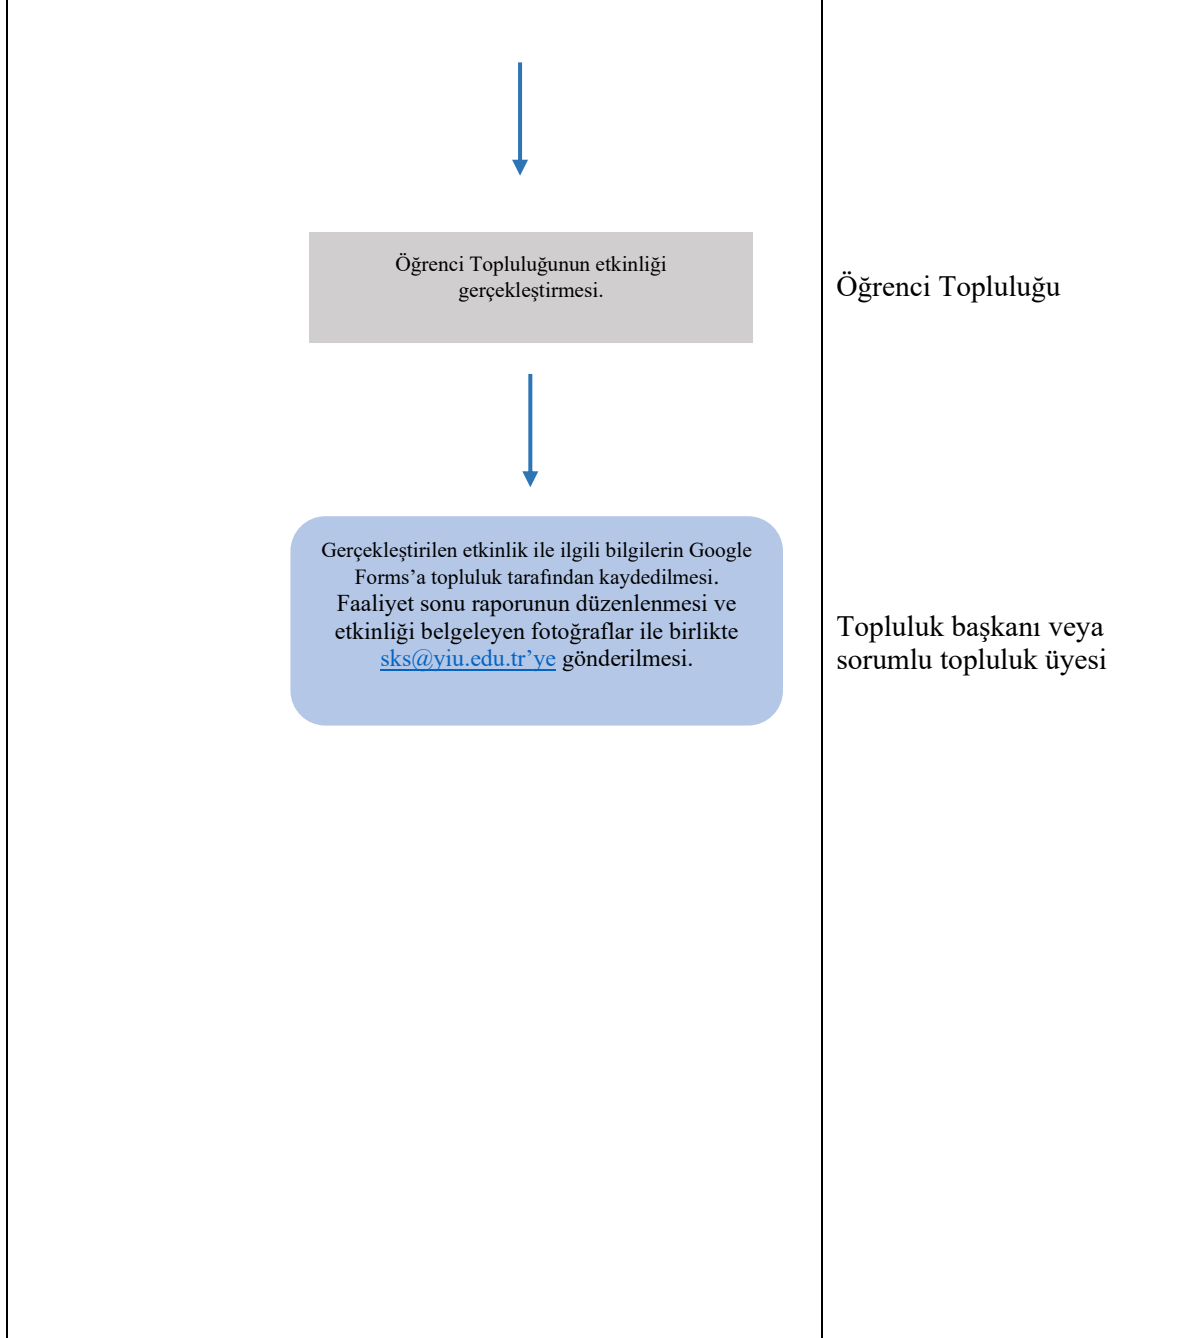 Öğrenci Topluluğunun etkinliği
gerçekleştirmesi.
Öğrenci Topluluğu
Gerçekleştirilen etkinlik ile ilgili bilgilerin Google
Forms’a topluluk tarafından kaydedilmesi.
Faaliyet sonu raporunun düzenlenmesi ve
etkinliği belgeleyen fotoğraflar ile birlikte
sks@yiu.edu.tr’ye gönderilmesi.
Topluluk başkanı veya
sorumlu topluluk üyesi